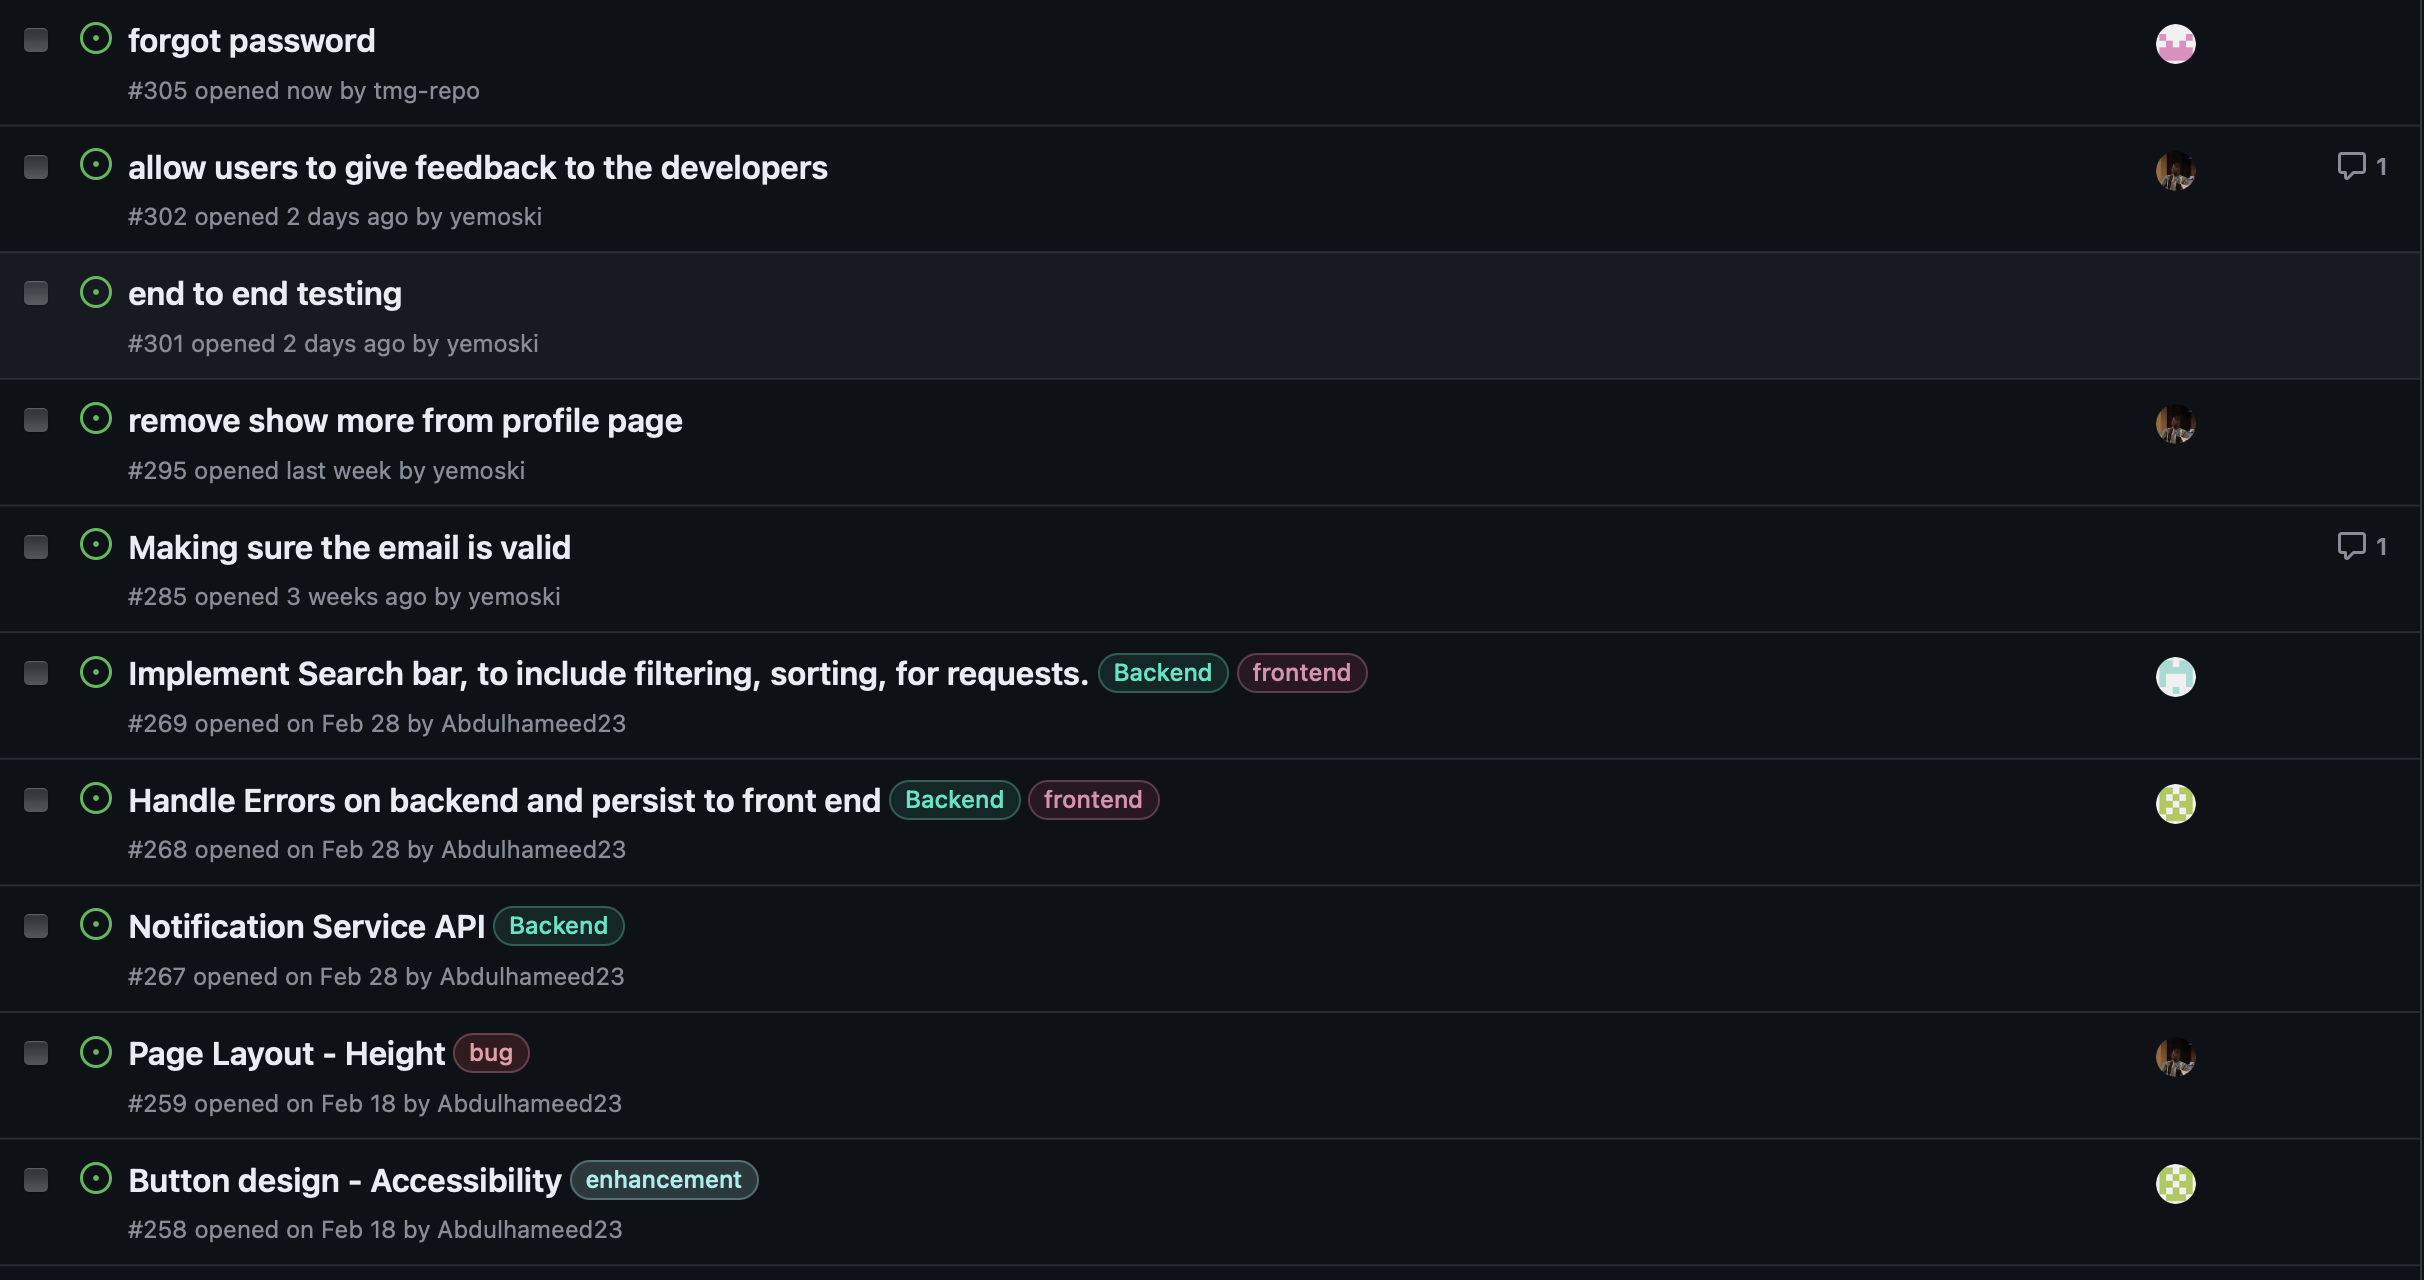 forgot password
#305 opened now by tmg-repo
allow users to give feedback to the developers
1
#302 opened 2 days ago by yemoski
end to end testing
#301 opened 2 days ago by yemoski
remove show more from profile page
#295 opened last week by yemoski
Making sure the email is valid
1
#285 opened 3 weeks ago by yemoski
Implement Search bar, to include filtering, sorting, for requests. Backend frontend
#269 opened on Feb 28 by Abdulhameed23
Handle Errors on backend and persist to front end Backend frontend
#268 opened on Feb 28 by Abdulhameed23
Notification Service API Backend
#267 opened on Feb 28 by Abdulhameed23
Page Layout - Height bug
#259 opened on Feb 18 by Abdulhameed23
Button design - Accessibility enhancement
#258 opened on Feb 18 by Abdulhameed23